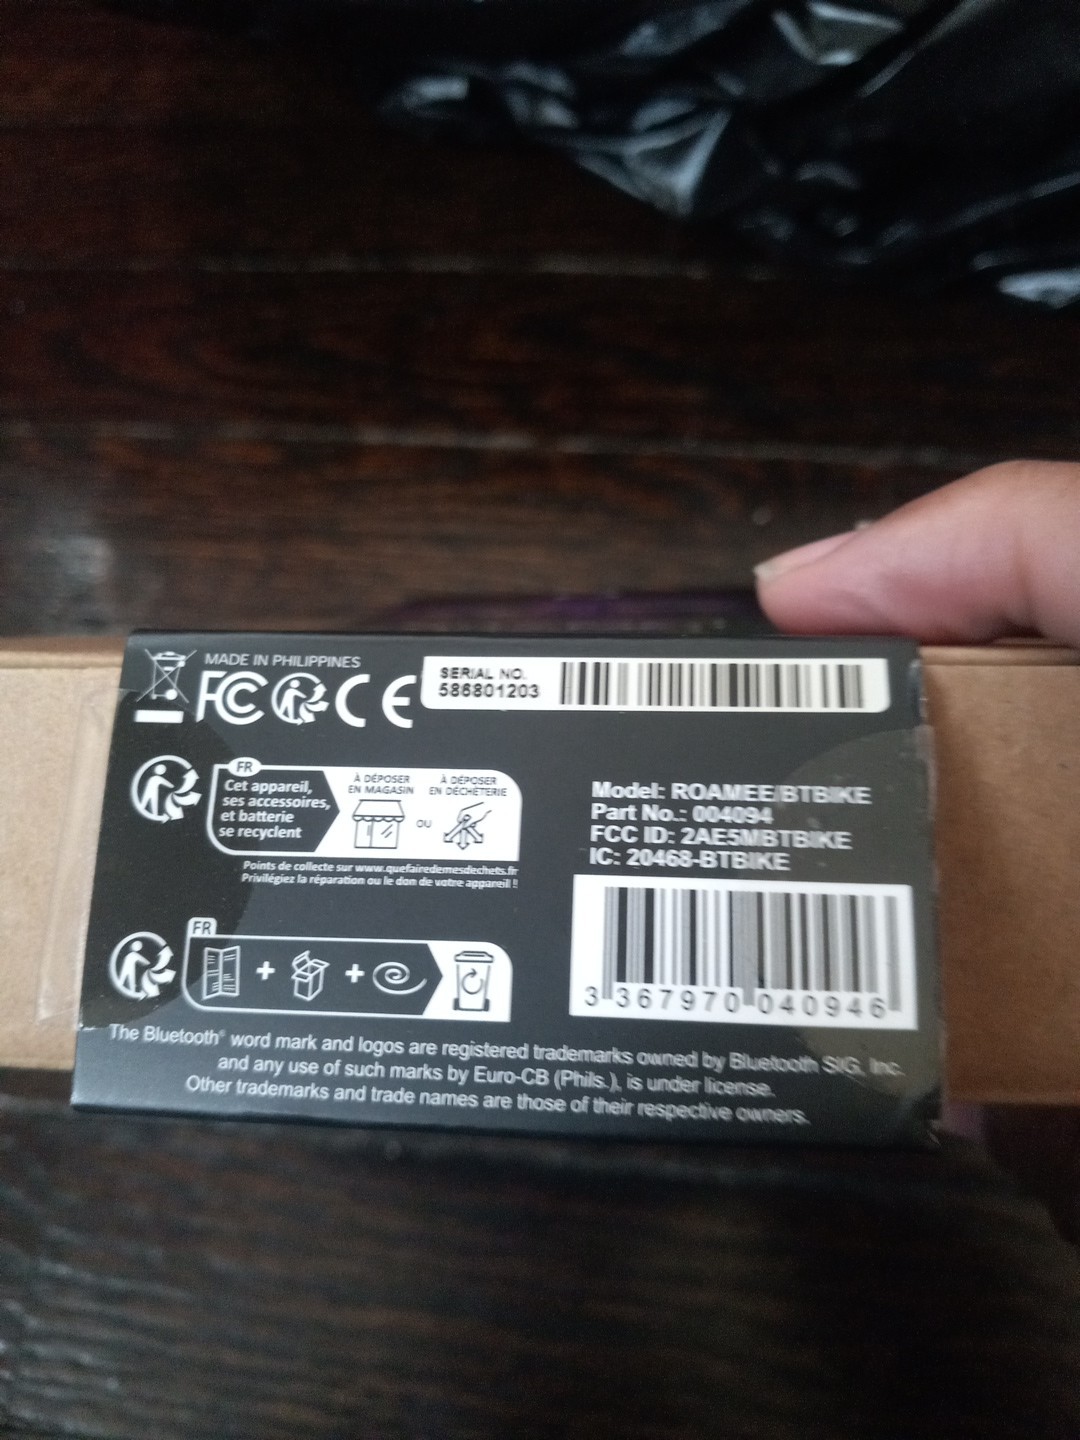 MADE IN PHILIPPINES
FC CE
SERIAL NO.
586801203
FR
Cet appareil,
ses accessoires,
et batterie
se recyclent
À DÉPOSER
EN MAGASIN
OU
À DÉPOSER
EN DÉCHÈTERIE
Points de collecte sur www.quefairedemesdechets.fr
Privilégiez la réparation ou le don de votre appareil !!
Model: ROAMEE/BTBIKE
Part No.: 004094
FCC ID: 2AE5MBTBIKE
IC: 20468-BTBIKE
3 367970 040946
FR
+ +
The Bluetooth® word mark and logos are registered trademarks owned by Bluetooth SIG, Inc.
and any use of such marks by Euro-CB (Phils.), is under license.
Other trademarks and trade names are those of their respective owners.